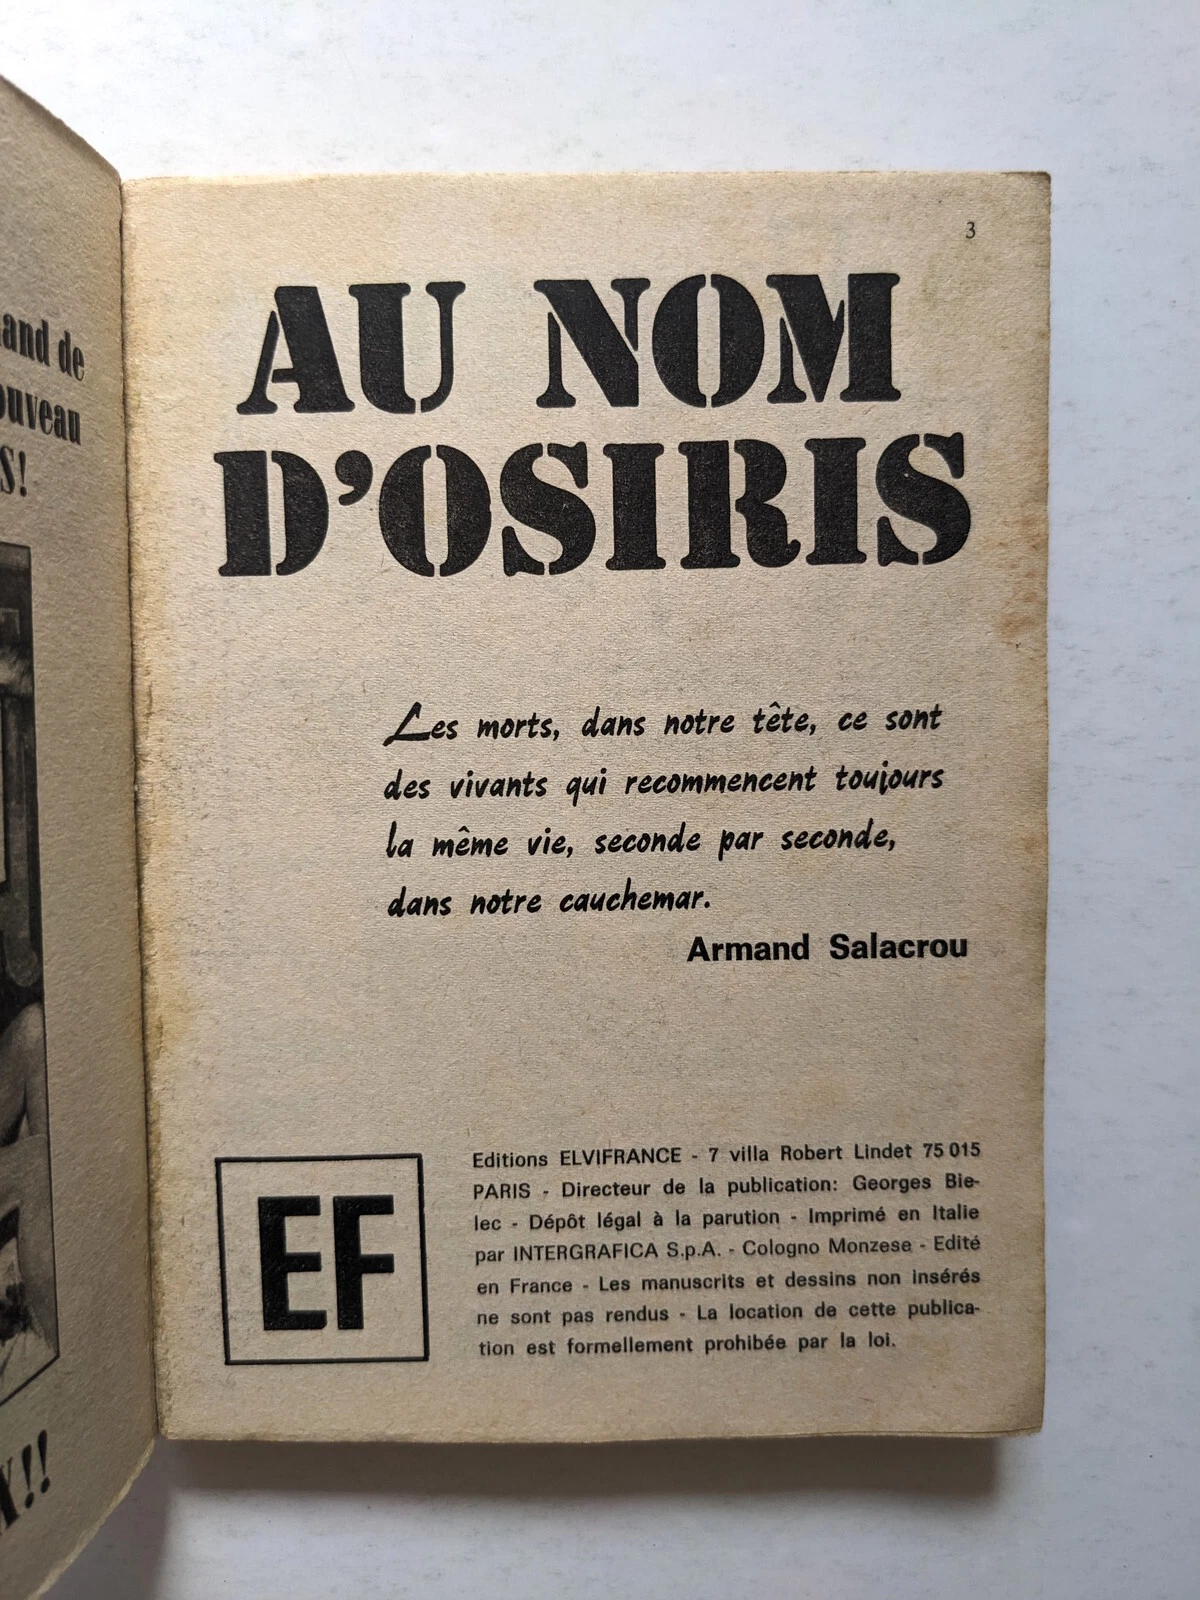 de
S!
!!
3
AU NOM
D'OSIRIS
Les morts, dans notre tête, ce sont
des vivants qui recommencent toujours
la même vie, seconde par seconde,
dans notre cauchemar.
Armand Salacrou
EF
Editions ELVIFRANCE - 7 villa Robert Lindet 75 015
PARIS - Directeur de la publication: Georges Bie-
lec - Dépôt légal à la parution - Imprimé en Italie
par INTERGRAFICA S.p.A. - Cologno Monzese - Edité
en France - Les manuscrits et dessins non insérés
ne sont pas rendus - La location de cette publica-
tion est formellement prohibée par la loi.